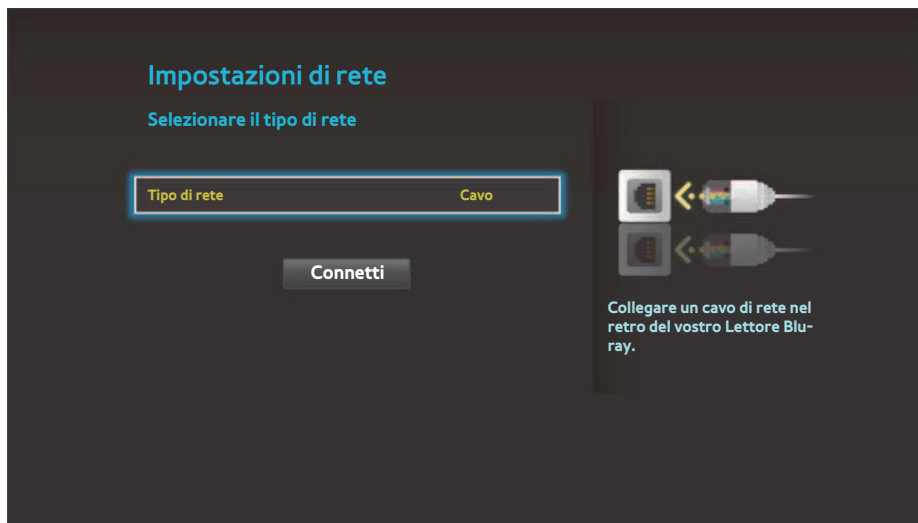 Impostazioni di rete
Selezionare il tipo di rete
Tipo di rete Cavo
Connetti
Collegare un cavo di rete nel
retro del vostro Lettore Blu-
ray.